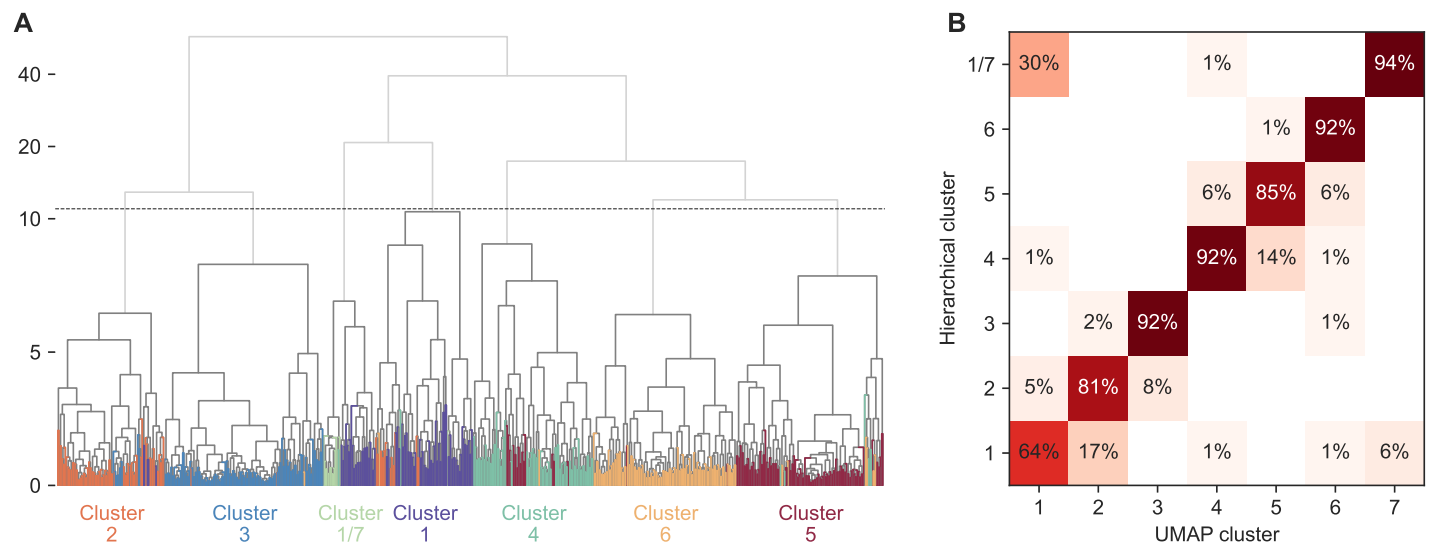 A
40
20
10
5
0
Cluster 2
Cluster 3
Cluster 1/7
Cluster 1
Cluster 4
Cluster 6
Cluster 5
B
Hierarchical cluster
1/7 30% 1% 94%
6 1% 92%
5 6% 85% 6%
4 1% 92% 14% 1%
3 2% 92% 1%
2 5% 81% 8%
1 64% 17% 1% 1% 6%
1 2 3 4 5 6 7
UMAP cluster